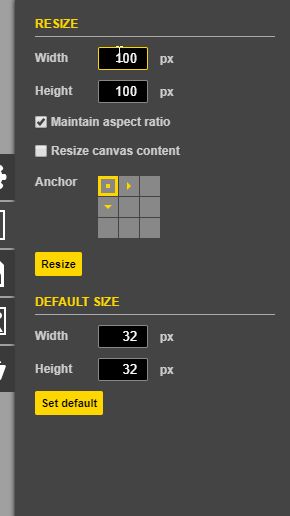 RESIZE
Width 100 px
Height 100 px
Maintain aspect ratio
Resize canvas content
Anchor
Resize
DEFAULT SIZE
Width 32 px
Height 32 px
Set default